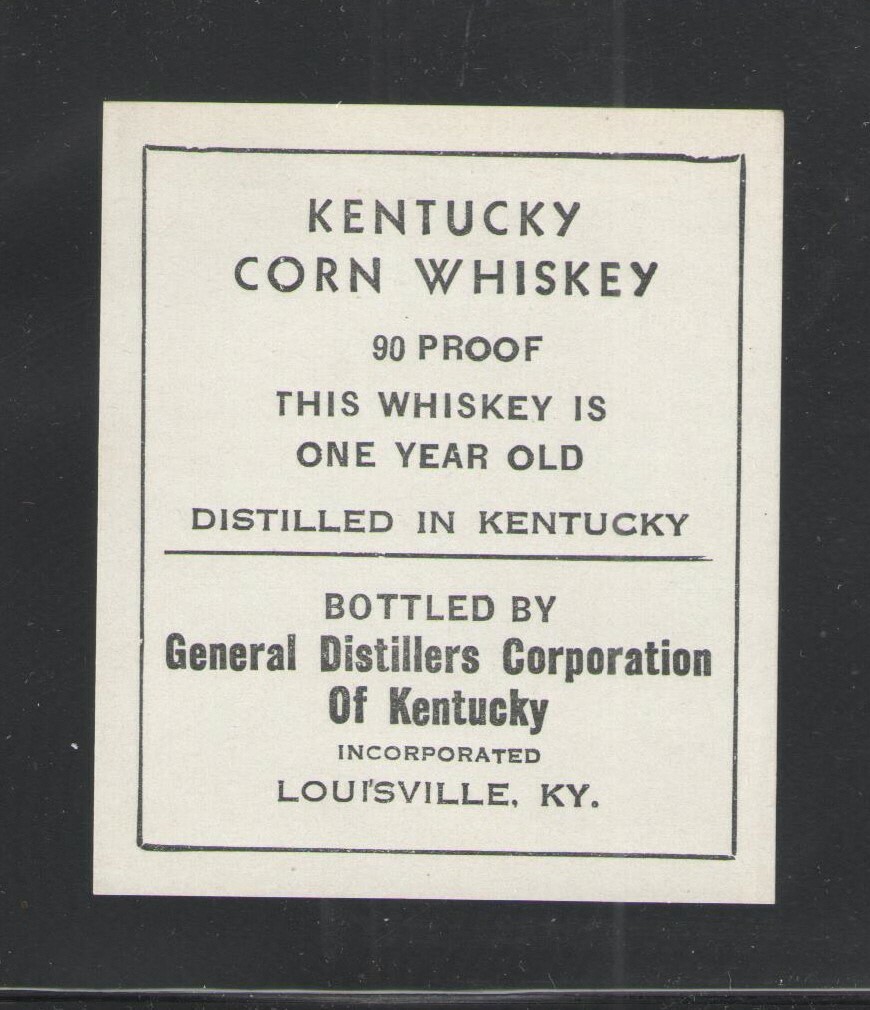 KENTUCKY
CORN WHISKEY
90 PROOF
THIS WHISKEY IS
ONE YEAR OLD
DISTILLED IN KENTUCKY
BOTTLED BY
General Distillers Corporation
Of Kentucky
INCORPORATED
LOUISVILLE, KY.